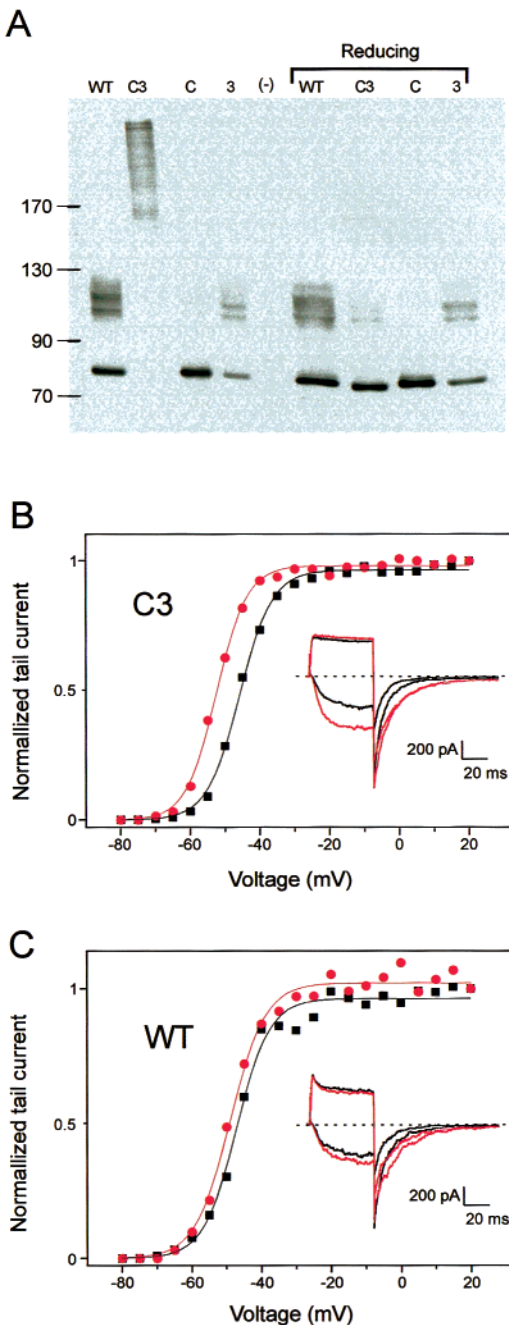 A
Reducing
WT C3 C 3 (-) WT C3 C 3
170
130
90
70
B
1
0.5
0
Normalized tail current
C3
200 pA
20 ms
-80 -60 -40 -20 0 20
Voltage (mV)
C
1
0.5
0
Normalized tail current
WT
200 pA
20 ms
-80 -60 -40 -20 0 20
Voltage (mV)